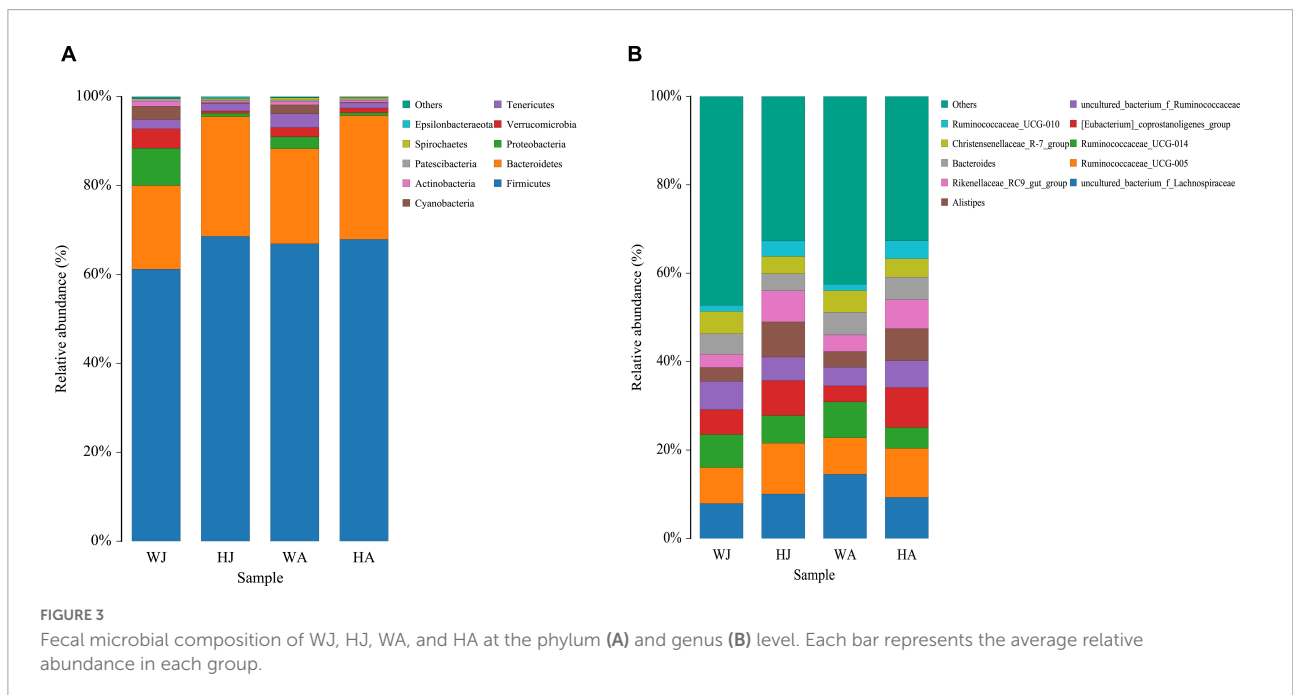 A
100%
80%
60%
40%
20%
0%
Relative abundance (%)
WJ HJ WA HA
Sample
Others
Epsilonbacteraeota
Spirochaetes
Patescibacteria
Actinobacteria
Cyanobacteria
Tenericutes
Verrucomicrobia
Proteobacteria
Bacteroidetes
Firmicutes
B
100%
80%
60%
40%
20%
0%
Relative abundance (%)
WJ HJ WA HA
Sample
Others
Ruminococcaceae_UCG-010
Christensenellaceae_R-7_group
Bacteroides
Rikenellaceae_RC9_gut_group
Alistipes
uncultured_bacterium_f_Ruminococcaceae
[Eubacterium]_coprostanoligenes_group
Ruminococcaceae_UCG-014
Ruminococcaceae_UCG-005
uncultured_bacterium_f_Lachnospiraceae
FIGURE 3
Fecal microbial composition of WJ, HJ, WA, and HA at the phylum (A) and genus (B) level. Each bar represents the average relative
abundance in each group.